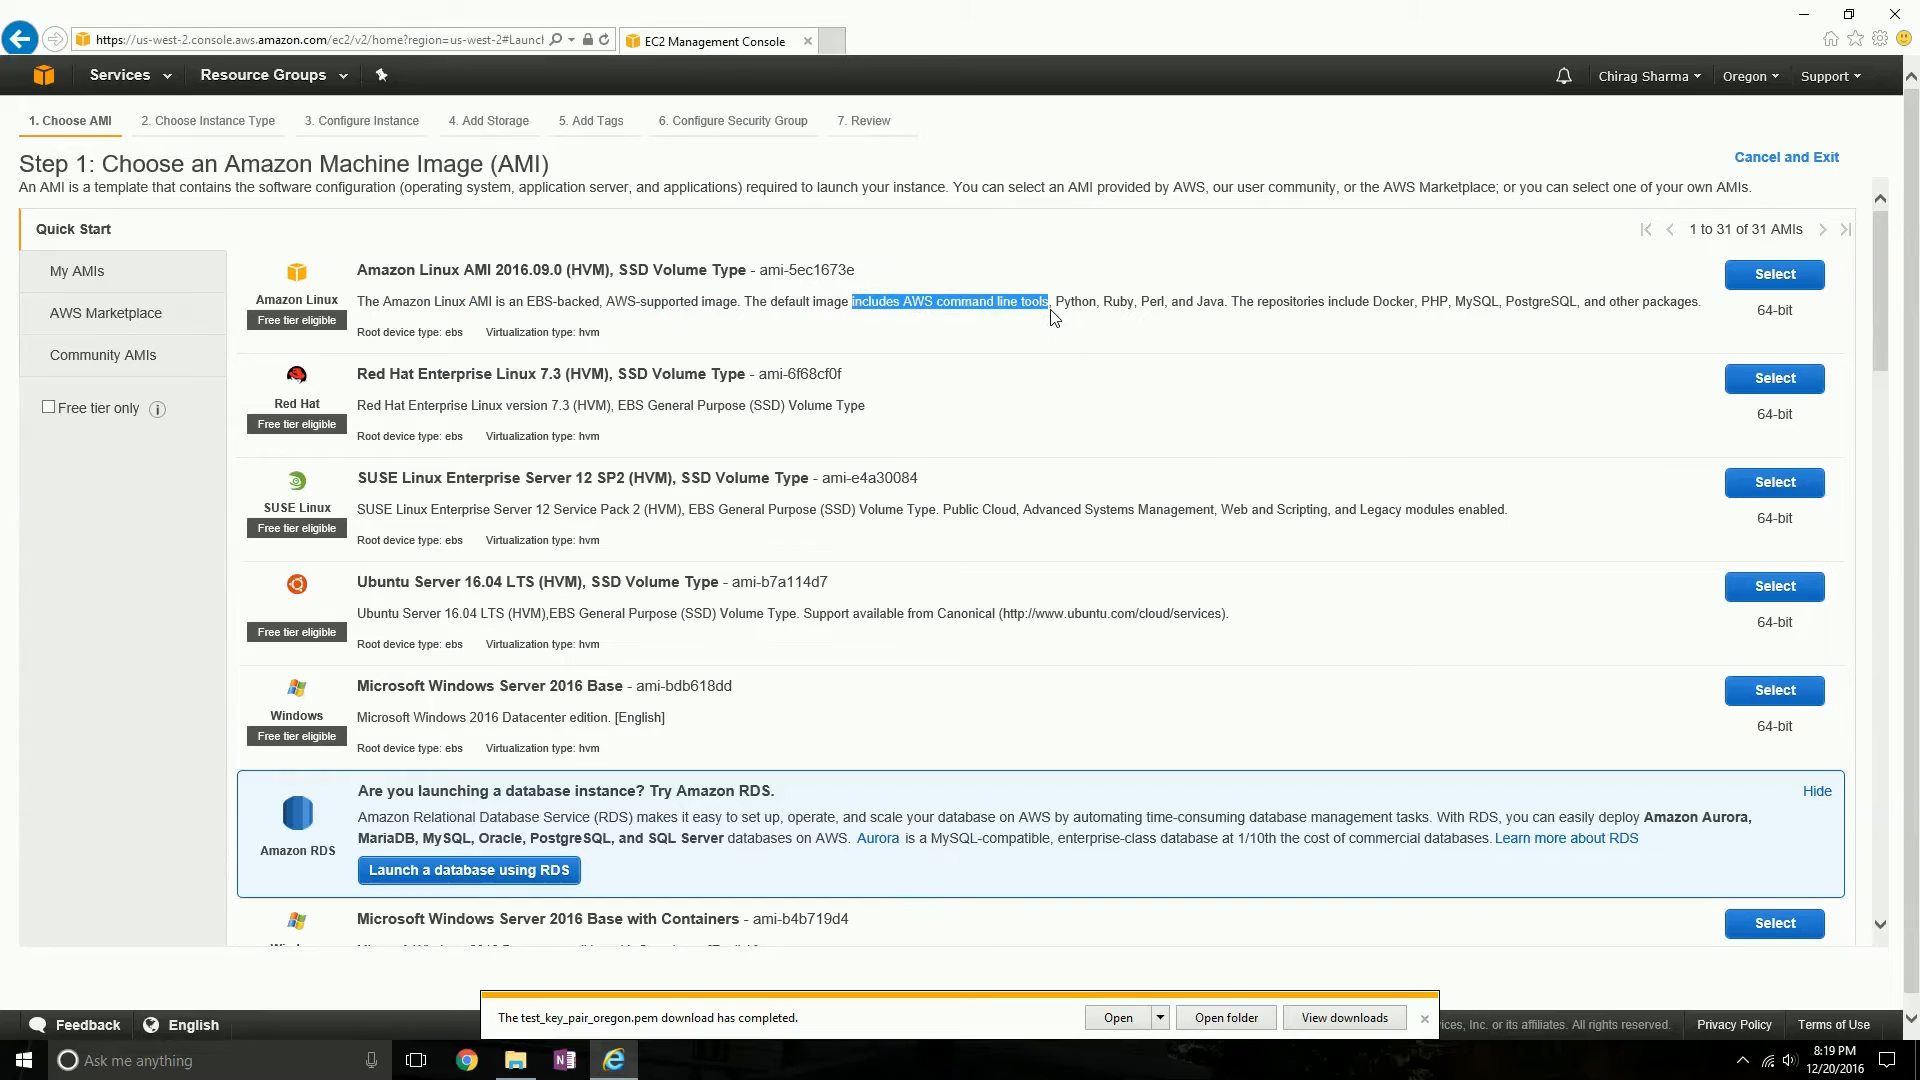 https://us-west-2.console.aws.amazon.com/ec2/v2/home?region=us-west-2#Launcl
EC2 Management Console
Services
Resource Groups
Chirag Sharma
Oregon
Support
1. Choose AMI
2. Choose Instance Type
3. Configure Instance
4. Add Storage
5. Add Tags
6. Configure Security Group
7. Review
Step 1: Choose an Amazon Machine Image (AMI)
Cancel and Exit
An AMI is a template that contains the software configuration (operating system, application server, and applications) required to launch your instance. You can select an AMI provided by AWS, our user community, or the AWS Marketplace; or you can select one of your own AMIs.
Quick Start
My AMIs
AWS Marketplace
Community AMIs
Free tier only
1 to 31 of 31 AMIs
Amazon Linux
Free tier eligible
Amazon Linux AMI 2016.09.0 (HVM), SSD Volume Type - ami-5ec1673e
The Amazon Linux AMI is an EBS-backed, AWS-supported image. The default image includes AWS command line tools, Python, Ruby, Perl, and Java. The repositories include Docker, PHP, MySQL, PostgreSQL, and other packages.
Root device type: ebs Virtualization type: hvm
Select
64-bit
Red Hat
Free tier eligible
Red Hat Enterprise Linux 7.3 (HVM), SSD Volume Type - ami-6f68cf0f
Red Hat Enterprise Linux version 7.3 (HVM), EBS General Purpose (SSD) Volume Type
Root device type: ebs Virtualization type: hvm
Select
64-bit
SUSE Linux
Free tier eligible
SUSE Linux Enterprise Server 12 SP2 (HVM), SSD Volume Type - ami-e4a30084
SUSE Linux Enterprise Server 12 Service Pack 2 (HVM), EBS General Purpose (SSD) Volume Type. Public Cloud, Advanced Systems Management, Web and Scripting, and Legacy modules enabled.
Root device type: ebs Virtualization type: hvm
Select
64-bit
Free tier eligible
Ubuntu Server 16.04 LTS (HVM), SSD Volume Type - ami-b7a114d7
Ubuntu Server 16.04 LTS (HVM),EBS General Purpose (SSD) Volume Type. Support available from Canonical (http://www.ubuntu.com/cloud/services).
Root device type: ebs Virtualization type: hvm
Select
64-bit
Windows
Free tier eligible
Microsoft Windows Server 2016 Base - ami-bdb618dd
Microsoft Windows 2016 Datacenter edition. [English]
Root device type: ebs Virtualization type: hvm
Select
64-bit
Amazon RDS
Are you launching a database instance? Try Amazon RDS.
Hide
Amazon Relational Database Service (RDS) makes it easy to set up, operate, and scale your database on AWS by automating time-consuming database management tasks. With RDS, you can easily deploy Amazon Aurora,
MariaDB, MySQL, Oracle, PostgreSQL, and SQL Server databases on AWS. Aurora is a MySQL-compatible, enterprise-class database at 1/10th the cost of commercial databases. Learn more about RDS
Launch a database using RDS
Microsoft Windows Server 2016 Base with Containers - ami-b4b719d4
Select
The test_key_pair_oregon.pem download has completed.
Open
Open folder
View downloads
Feedback
English
ices, Inc. or its affiliates. All rights reserved.
Privacy Policy
Terms of Use
Ask me anything
8:19 PM
12/20/2016